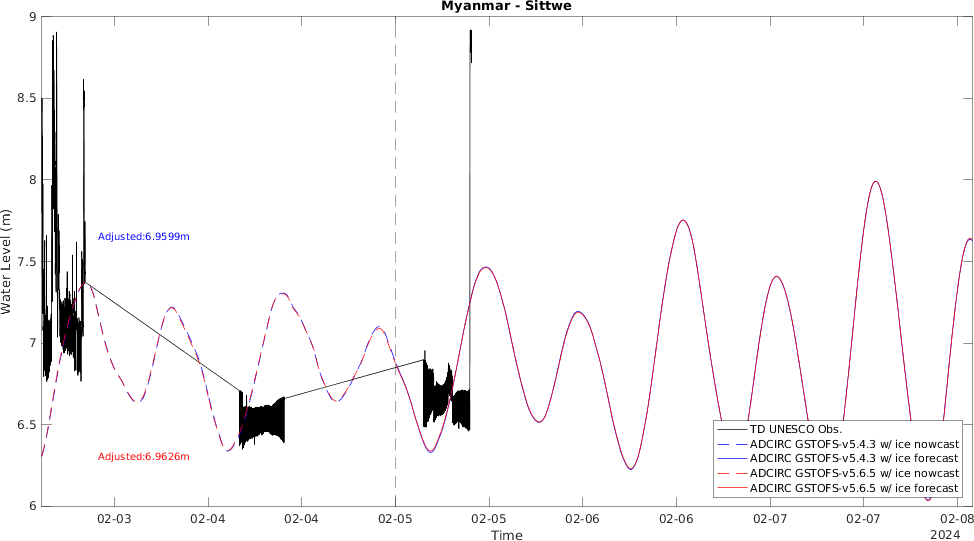 Myanmar - Sittwe
Water Level (m)
9
8.5
8
7.5
7
6.5
6
Adjusted:6.9599m
Adjusted:6.9626m
TD UNESCO Obs.
ADCIRC GSTOFS-v5.4.3 w/ ice nowcast
ADCIRC GSTOFS-v5.4.3 w/ ice forecast
ADCIRC GSTOFS-v5.6.5 w/ ice nowcast
ADCIRC GSTOFS-v5.6.5 w/ ice forecast
02-03 02-04 02-04 02-05 02-05 02-06 02-06 02-07 02-07 02-08
Time
2024